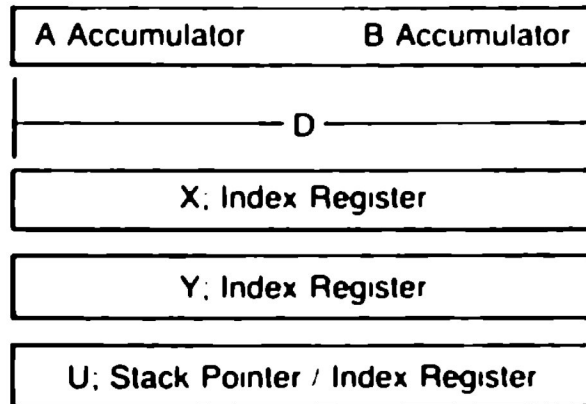 A Accumulator B Accumulator
D
X; Index Register
Y; Index Register
U; Stack Pointer / Index Register